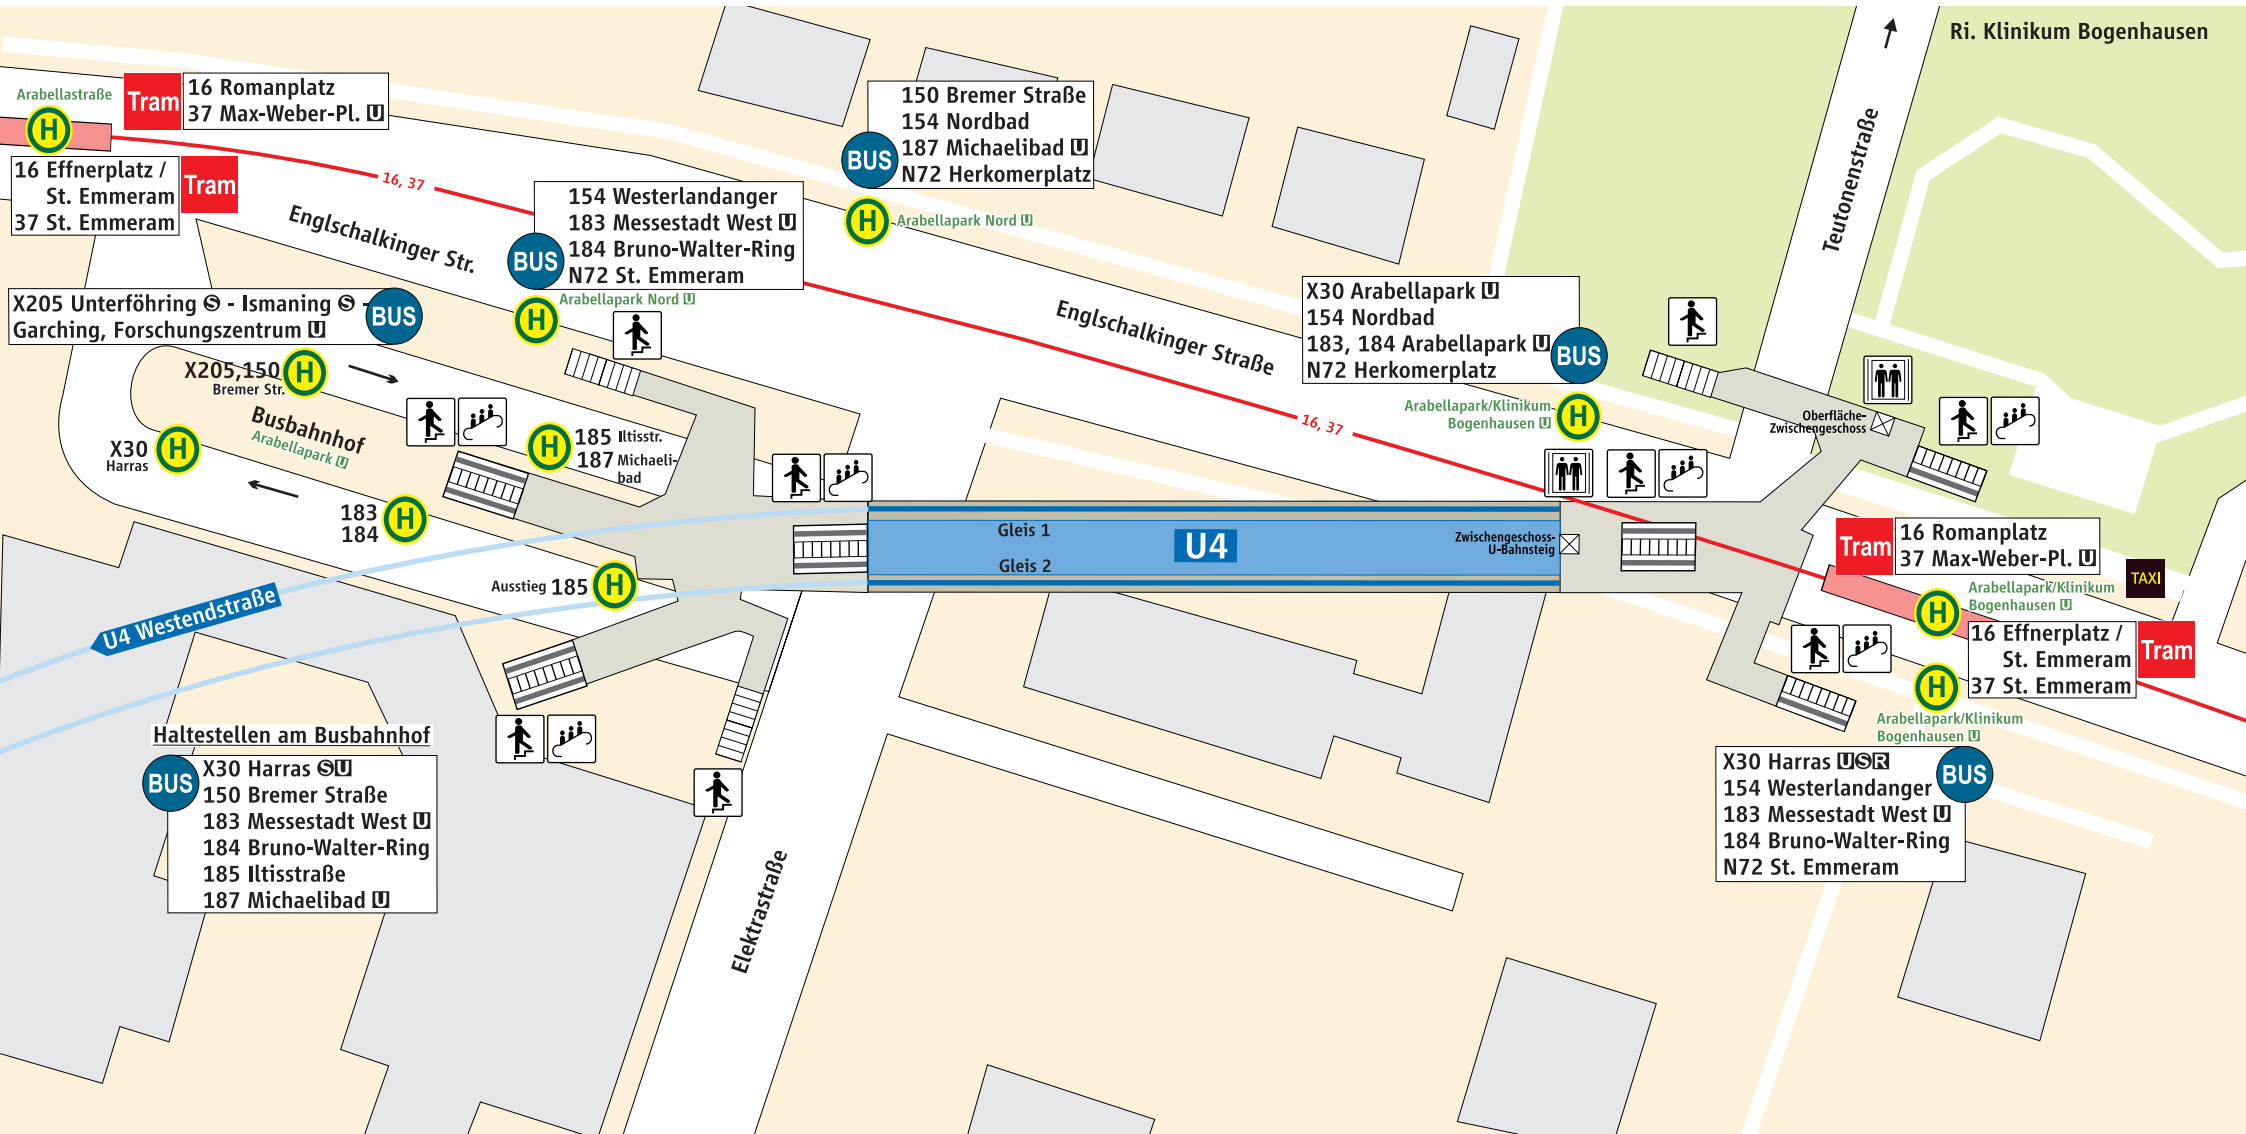 Ri. Klinikum Bogenhausen
Arabellastraße
H
Tram
16 Romanplatz
37 Max-Weber-Pl. U
16 Effnerplatz /
St. Emmeram
37 St. Emmeram
Tram
16, 37
Englschalkinger Str.
150 Bremer Straße
154 Nordbad
187 Michaelibad U
N72 Herkomerplatz
BUS
H
Arabellapark Nord U
154 Westerlandanger
183 Messestadt West U
184 Bruno-Walter-Ring
N72 St. Emmeram
BUS
H
Arabellapark Nord U
Teutonenstraße
X205 Unterföhring S - Ismaning S -
Garching, Forschungszentrum U
BUS
X205,150
Bremer Str.
H
Busbahnhof
Arabellapark U
X30
Harras
H
183
184
H
H
185 Iltisstr.
187 Michaeli-
bad
Ausstieg 185
H
Englschalkinger Straße
X30 Arabellapark U
154 Nordbad
183, 184 Arabellapark U
N72 Herkomerplatz
BUS
Arabellapark/Klinikum
Bogenhausen U
H
16, 37
Oberfläche-
Zwischengeschoss
Gleis 1
U4
Gleis 2
Zwischengeschoss-
U-Bahnsteig
U4 Westendstraße
Tram
16 Romanplatz
37 Max-Weber-Pl. U
TAXI
H
Arabellapark/Klinikum
Bogenhausen U
16 Effnerplatz /
St. Emmeram
37 St. Emmeram
Tram
H
Arabellapark/Klinikum
Bogenhausen U
X30 Harras USR
154 Westerlandanger
183 Messestadt West U
184 Bruno-Walter-Ring
N72 St. Emmeram
BUS
Haltestellen am Busbahnhof
BUS
X30 Harras SU
150 Bremer Straße
183 Messestadt West U
184 Bruno-Walter-Ring
185 Iltisstraße
187 Michaelibad U
Elektrastraße